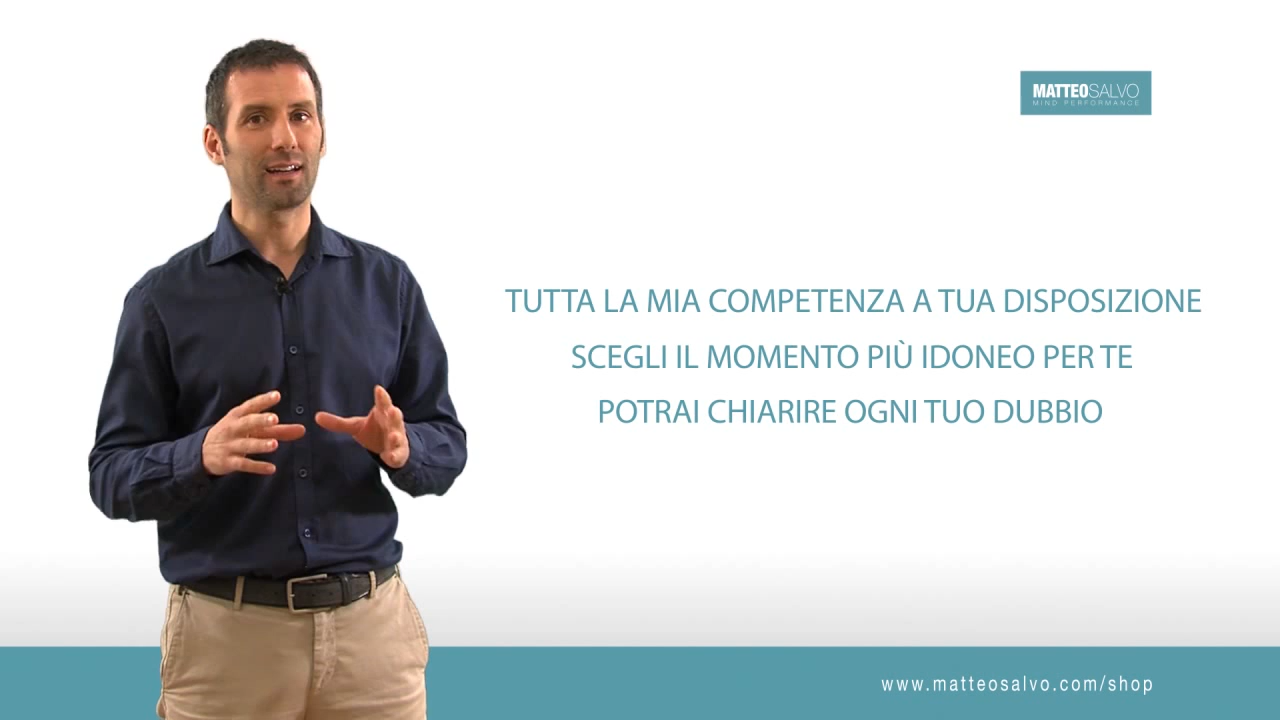 MATTEOSALVO
MIND PERFORMANCE
TUTTA LA MIA COMPETENZA A TUA DISPOSIZIONE
SCEGLI IL MOMENTO PIÙ IDONEO PER TE
POTRAI CHIARIRE OGNI TUO DUBBIO
www.matteosalvo.com/shop